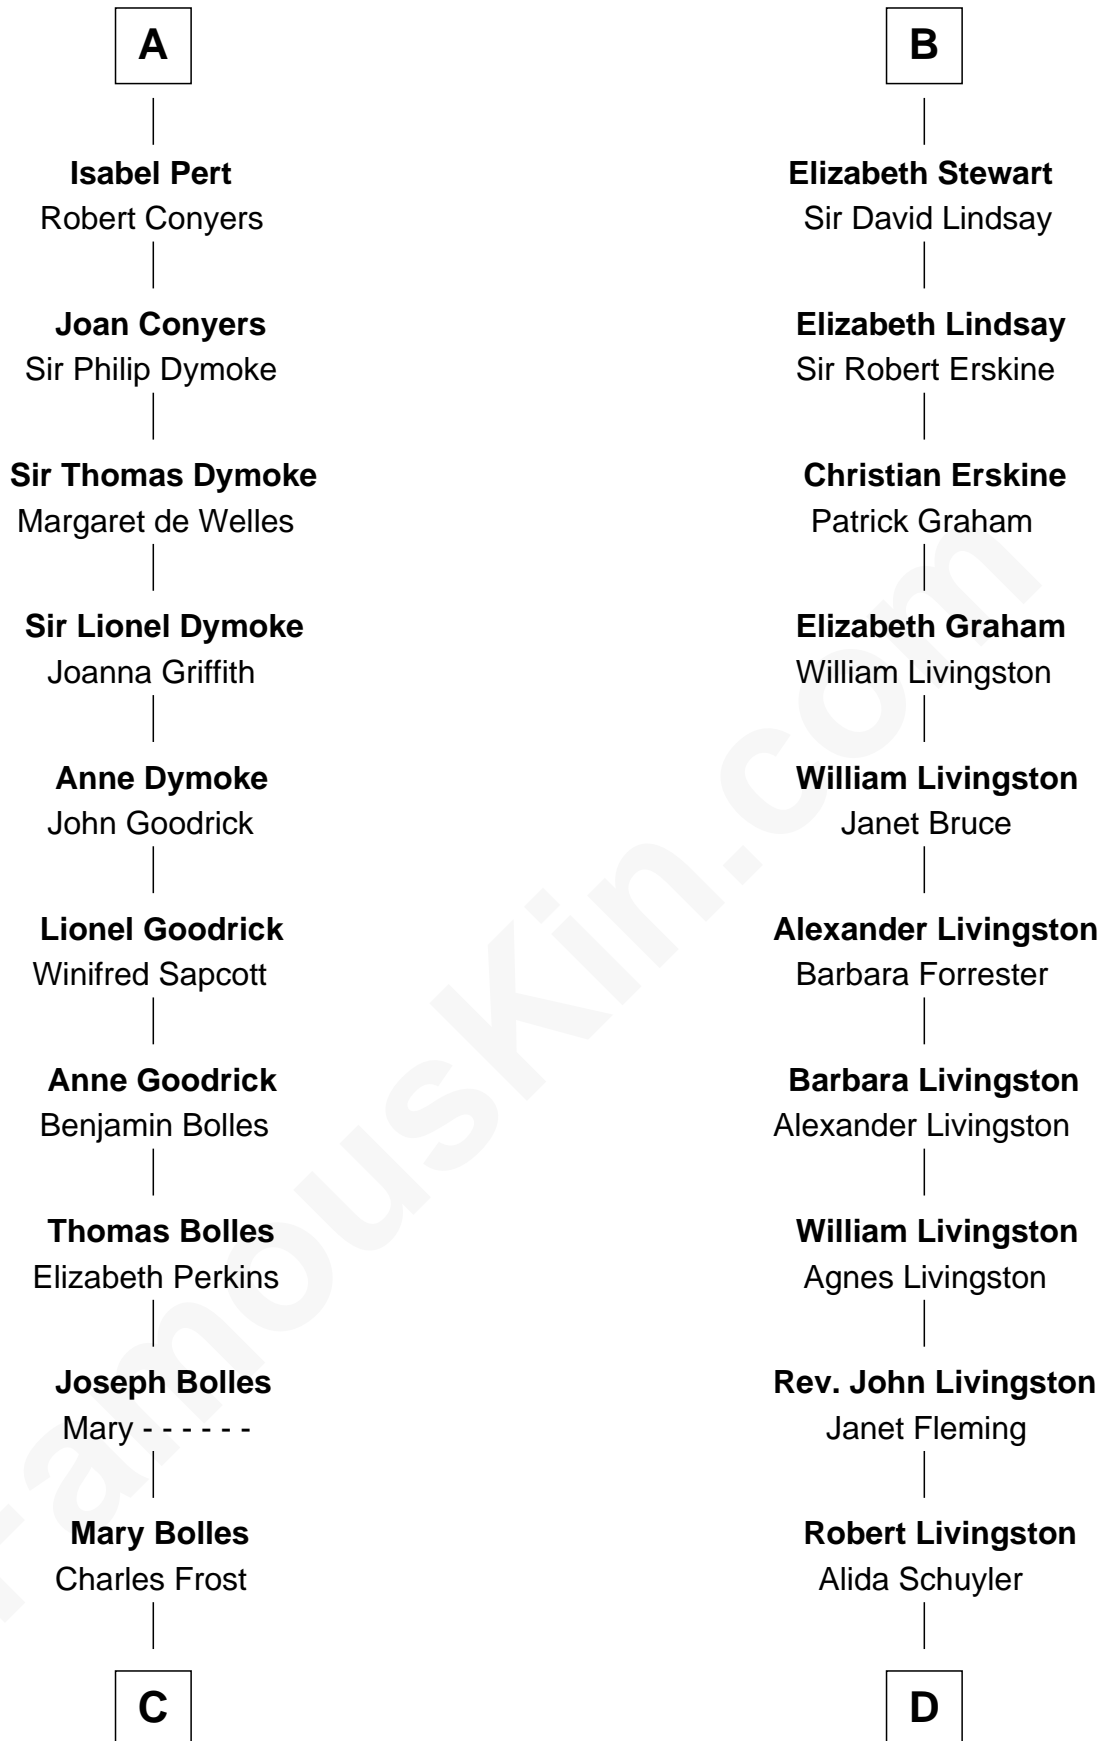 A
Isabel Pert
Robert Conyers
Joan Conyers
Sir Philip Dymoke
Sir Thomas Dymoke
Margaret de Welles
Sir Lionel Dymoke
Joanna Griffith
Anne Dymoke
John Goodrick
Lionel Goodrick
Winifred Sapcott
Anne Goodrick
Benjamin Bolles
Thomas Bolles
Elizabeth Perkins
Joseph Bolles
Mary - - - - - -
Mary Bolles
Charles Frost
C
B
Elizabeth Stewart
Sir David Lindsay
Elizabeth Lindsay
Sir Robert Erskine
Christian Erskine
Patrick Graham
Elizabeth Graham
William Livingston
William Livingston
Janet Bruce
Alexander Livingston
Barbara Forrester
Barbara Livingston
Alexander Livingston
William Livingston
Agnes Livingston
Rev. John Livingston
Janet Fleming
Robert Livingston
Alida Schuyler
D
FamousKin.com